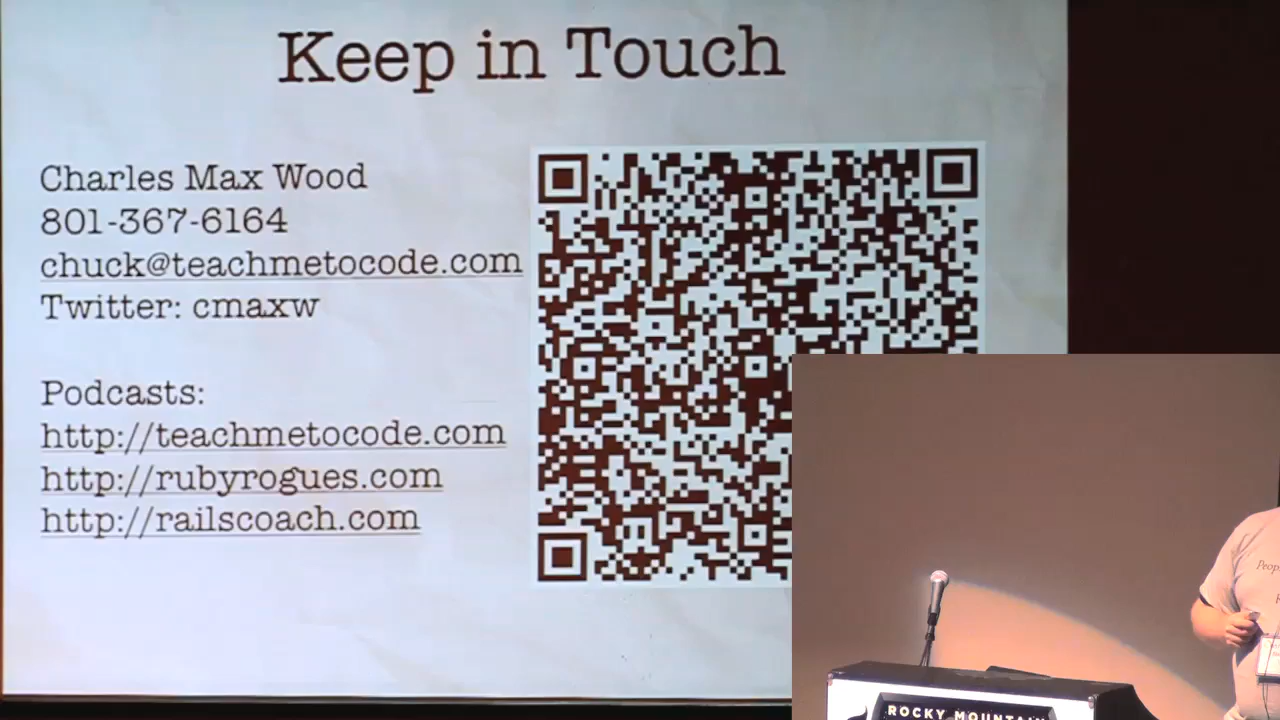 Keep in Touch
Charles Max Wood
801-367-6164
chuck@teachmetocode.com
Twitter: cmaxw
Podcasts:
http://teachmetocode.com
http://rubyrogues.com
http://railscoach.com
ROCKY MOUNTAIN